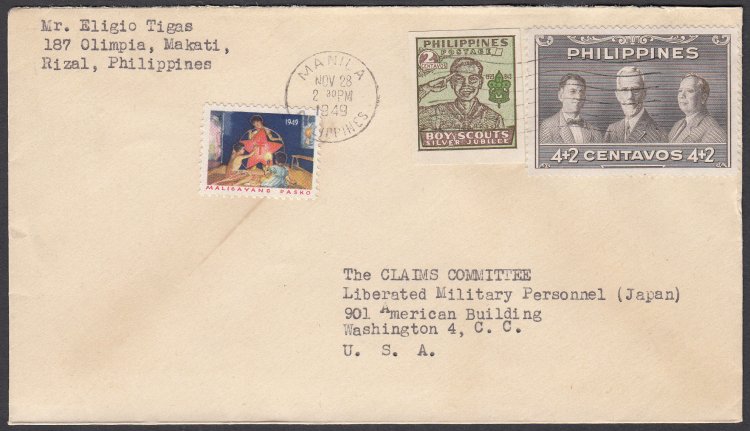 Mr. Eligio Tigas
187 Olimpia, Makati,
Rizal, Philippines
MANILA
NOV 28
2 30PM
1949
PHILIPPINES
1949
MALIGAYANG PASKO
PHILIPPINES
POSTAGE
2
CENTAVOS
BOY SCOUTS
SILVER JUBILEE
PHILIPPINES
4+2 CENTAVOS 4+2
The CLAIMS COMMITTEE
Liberated Military Personnel (Japan)
901 American Building
Washington 4, C. C.
U. S. A.